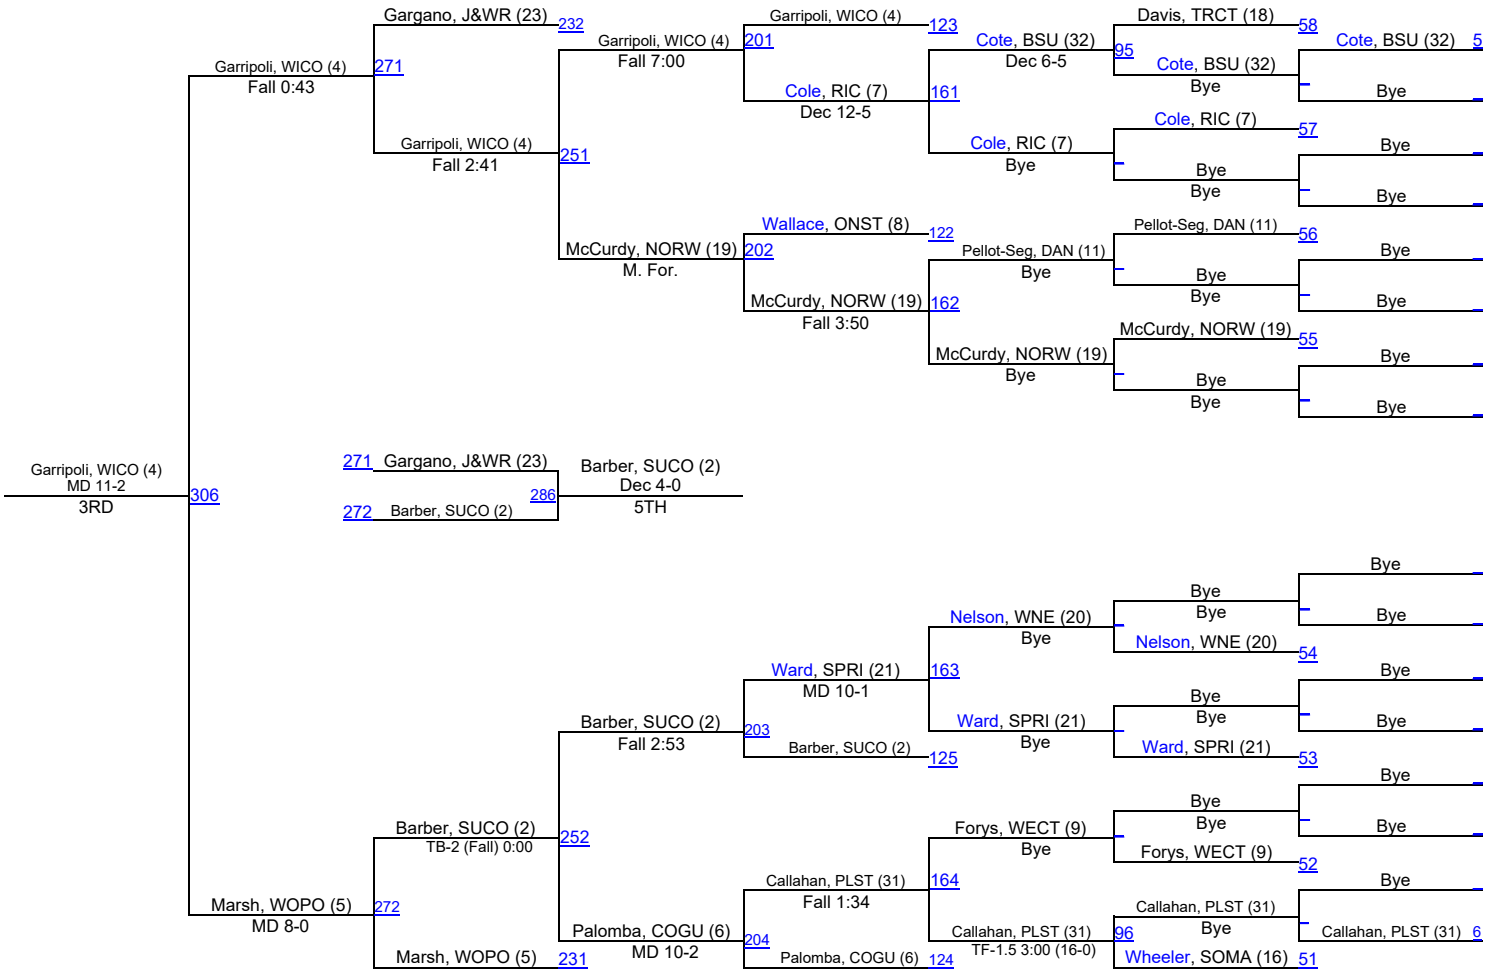 Gargano, J&WR (23)
232
Garripoli, WICO (4)
Fall 0:43
271
Garripoli, WICO (4)
Fall 2:41
251
Garripoli, WICO (4)
Fall 7:00
201
Garripoli, WICO (4)
123
Cole, RIC (7)
Dec 12-5
161
Cote, BSU (32)
Dec 6-5
95
Davis, TRCT (18)
58
Cote, BSU (32)
Bye
Cote, BSU (32)
5
Bye
Cole, RIC (7)
Bye
Cole, RIC (7)
57
Bye
Bye
Bye
Bye
McCurdy, NORW (19)
M. For.
202
Wallace, ONST (8)
122
McCurdy, NORW (19)
Fall 3:50
162
Pellot-Seg, DAN (11)
Bye
Pellot-Seg, DAN (11)
56
Bye
Bye
Bye
Bye
McCurdy, NORW (19)
Bye
McCurdy, NORW (19)
55
Bye
Bye
Bye
Bye
Garripoli, WICO (4)
MD 11-2
3RD
306
271
Gargano, J&WR (23)
272
Barber, SUCO (2)
286
Barber, SUCO (2)
Dec 4-0
5TH
Marsh, WOPO (5)
MD 8-0
272
Barber, SUCO (2)
TB-2 (Fall) 0:00
252
Marsh, WOPO (5)
231
Barber, SUCO (2)
Fall 2:53
203
Ward, SPRI (21)
MD 10-1
163
Barber, SUCO (2)
125
Nelson, WNE (20)
Bye
Bye
Bye
Nelson, WNE (20)
54
Bye
Bye
Ward, SPRI (21)
Bye
Bye
Bye
Ward, SPRI (21)
53
Bye
Bye
Palomba, COGU (6)
MD 10-2
204
Callahan, PLST (31)
Fall 1:34
164
Palomba, COGU (6)
124
Forys, WECT (9)
Bye
Bye
Bye
Forys, WECT (9)
52
Bye
Bye
Callahan, PLST (31)
TF-1.5 3:00 (16-0)
96
Callahan, PLST (31)
Bye
Wheeler, SOMA (16)
51
Bye
Callahan, PLST (31)
6